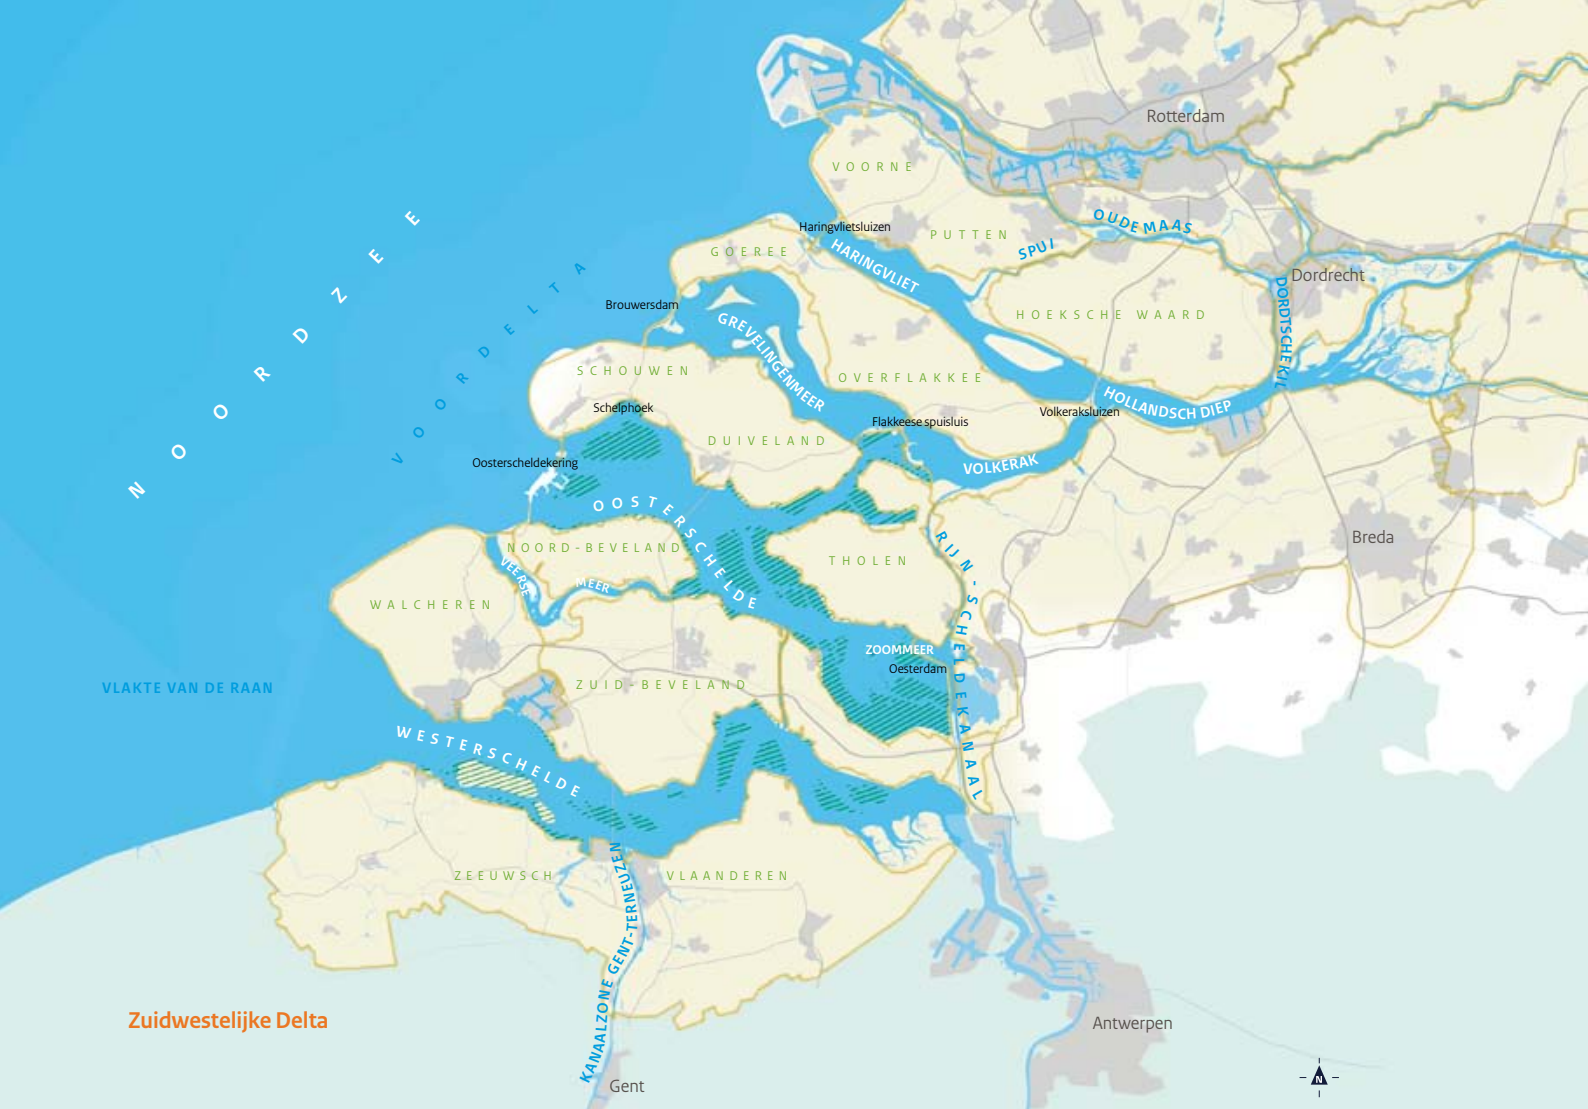 Rotterdam
VOORNE
OUDE MAAS
Haringvlietsluizen
PUTTEN
SPUI
NOORDZEE
GOEREE
HARINGVLIET
Dordrecht
VOORDELTA
Brouwersdam
HOEKSCHE WAARD
DORDTSCHE KIL
GREVELINGENMEER
SCHOUWEN
OVERFLAKKEE
Schelphoek
HOLLANDSCH DIEP
Volkeraksluizen
Flakkeese spuisluis
DUIVELAND
Oosterscheldekering
VOLKERAK
OOSTERSCHELDE
Breda
RIJN-SCHELDEKANAAL
NOORD-BEVELAND
THOLEN
VEERSE
MEER
WALCHEREN
ZOOMMEER
Oesterdam
ZUID-BEVELAND
VLAKTE VAN DE RAAN
WESTERSCHELDE
ZEEUWSCH
VLAANDEREN
KANAALZONE GENT-TERNEUZEN
Zuidwestelijke Delta
Antwerpen
Gent
N